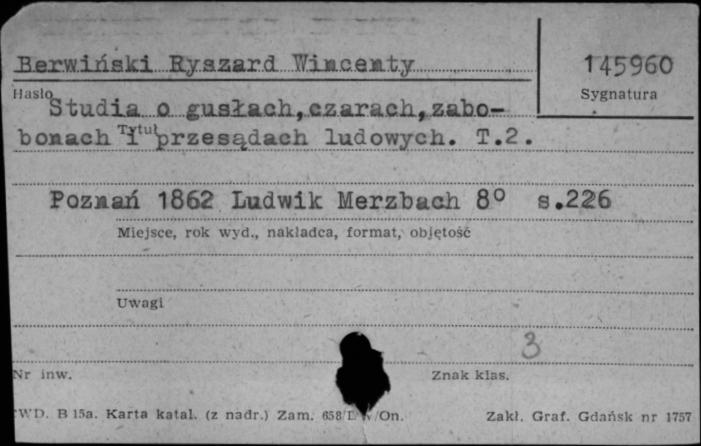 Berwiński Ryszard Wincenty
145960
Hasło
Sygnatura
Studia o gusłach, czarach, zabo-
Tytuł
bonach i przesądach ludowych. T.2.
Poznań 1862 Ludwik Merzbach 8º s.226
Miejsce, rok wyd., nakładca, format, objętość
Uwagi
3
Nr inw.
Znak klas.
WD. B 15a. Karta katal. (z nadr.) Zam. 658/ /On.
Zakł. Graf. Gdańsk nr 1757